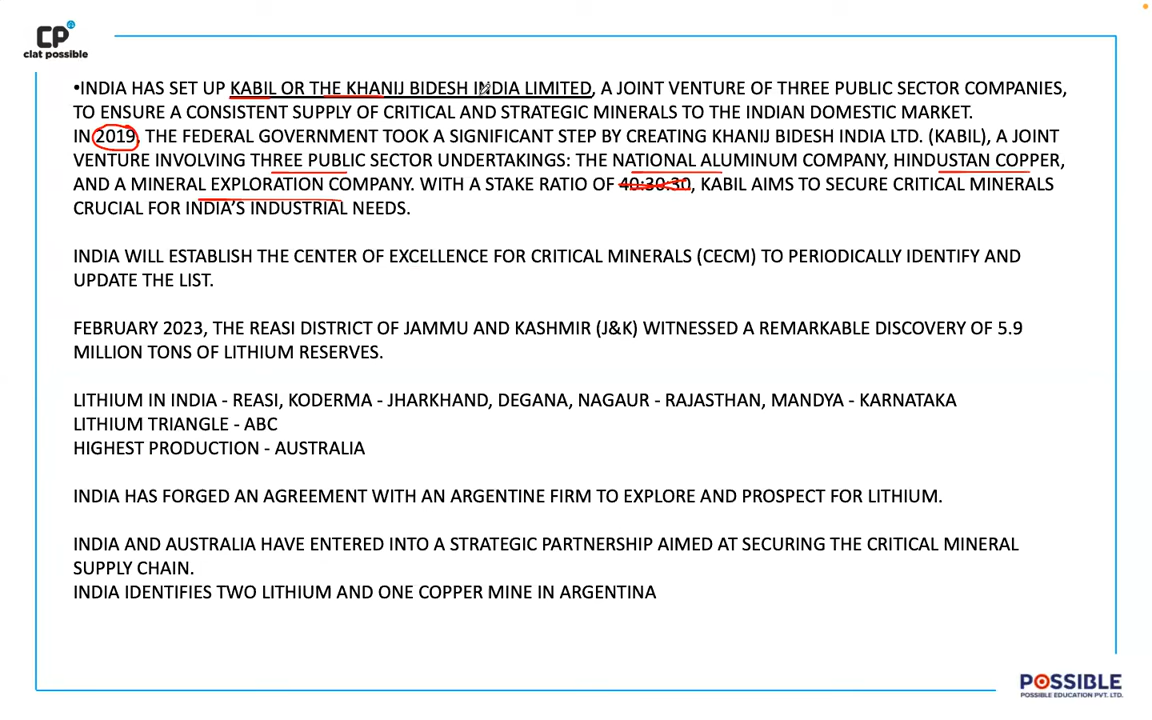 CP
clat possible
•INDIA HAS SET UP KABIL OR THE KHANIJ BIDESH INDIA LIMITED, A JOINT VENTURE OF THREE PUBLIC SECTOR COMPANIES,
TO ENSURE A CONSISTENT SUPPLY OF CRITICAL AND STRATEGIC MINERALS TO THE INDIAN DOMESTIC MARKET.
IN 2019, THE FEDERAL GOVERNMENT TOOK A SIGNIFICANT STEP BY CREATING KHANIJ BIDESH INDIA LTD. (KABIL), A JOINT
VENTURE INVOLVING THREE PUBLIC SECTOR UNDERTAKINGS: THE NATIONAL ALUMINUM COMPANY, HINDUSTAN COPPER,
AND A MINERAL EXPLORATION COMPANY. WITH A STAKE RATIO OF 40:30:30, KABIL AIMS TO SECURE CRITICAL MINERALS
CRUCIAL FOR INDIA'S INDUSTRIAL NEEDS.
INDIA WILL ESTABLISH THE CENTER OF EXCELLENCE FOR CRITICAL MINERALS (CECM) TO PERIODICALLY IDENTIFY AND
UPDATE THE LIST.
FEBRUARY 2023, THE REASI DISTRICT OF JAMMU AND KASHMIR (J&K) WITNESSED A REMARKABLE DISCOVERY OF 5.9
MILLION TONS OF LITHIUM RESERVES.
LITHIUM IN INDIA - REASI, KODERMA - JHARKHAND, DEGANA, NAGAUR - RAJASTHAN, MANDYA - KARNATAKA
LITHIUM TRIANGLE - ABC
HIGHEST PRODUCTION - AUSTRALIA
INDIA HAS FORGED AN AGREEMENT WITH AN ARGENTINE FIRM TO EXPLORE AND PROSPECT FOR LITHIUM.
INDIA AND AUSTRALIA HAVE ENTERED INTO A STRATEGIC PARTNERSHIP AIMED AT SECURING THE CRITICAL MINERAL
SUPPLY CHAIN.
INDIA IDENTIFIES TWO LITHIUM AND ONE COPPER MINE IN ARGENTINA
POSSIBLE
POSSIBLE EDUCATION PVT. LTD.